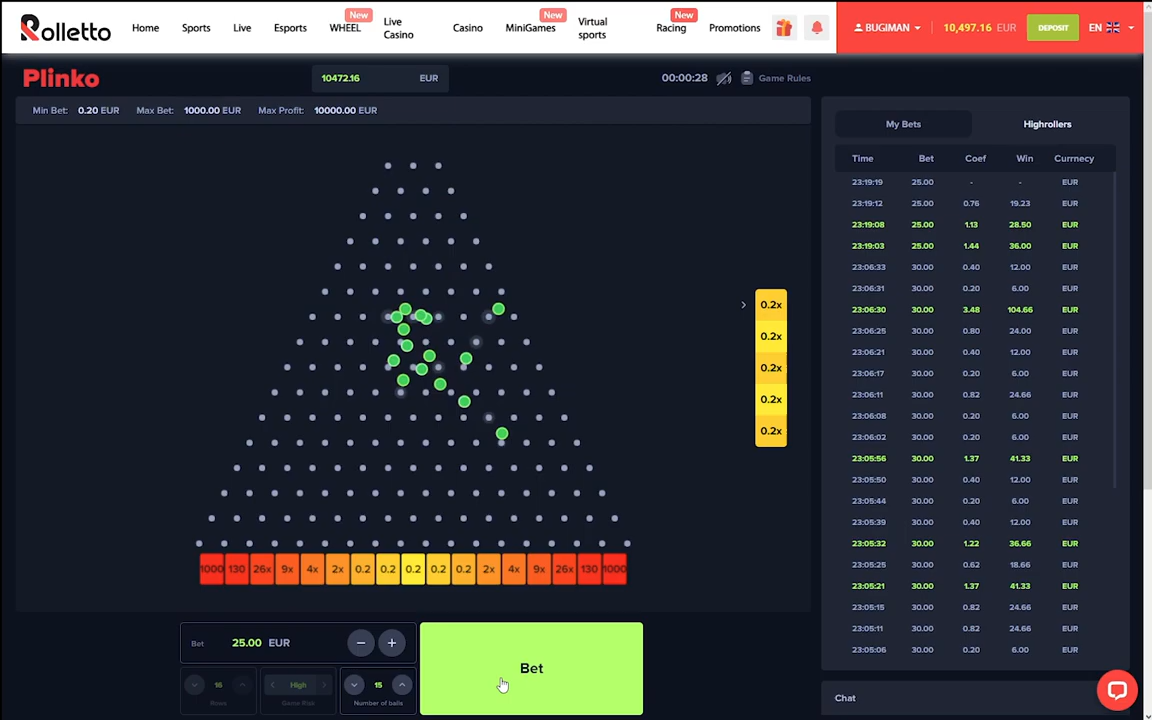 Rolletto
Home
Sports
Live
Esports
New
WHEEL
Live
Casino
Casino
New
MiniGames
Virtual
sports
New
Racing
Promotions
BUGIMAN
10,497.16 EUR
DEPOSIT
EN
Plinko
10472.16 EUR
00:00:28
Game Rules
Min Bet: 0.20 EUR Max Bet: 1000.00 EUR Max Profit: 10000.00 EUR
0.2x
0.2x
0.2x
0.2x
0.2x
1000 130 26x 9x 4x 2x 0.2 0.2 0.2 0.2 0.2 2x 4x 9x 26x 130 1000
Bet 25.00 EUR
16
Rows
High
Game Risk
15
Number of balls
Bet
My Bets Highrollers
Time Bet Coef Win Currnecy
23:19:19 25.00 - - EUR
23:19:12 25.00 0.76 19.23 EUR
23:19:08 25.00 1.13 28.50 EUR
23:19:03 25.00 1.44 36.00 EUR
23:06:33 30.00 0.40 12.00 EUR
23:06:31 30.00 0.20 6.00 EUR
23:06:30 30.00 3.48 104.66 EUR
23:06:25 30.00 0.80 24.00 EUR
23:06:21 30.00 0.40 12.00 EUR
23:06:17 30.00 0.20 6.00 EUR
23:06:11 30.00 0.82 24.66 EUR
23:06:08 30.00 0.20 6.00 EUR
23:06:02 30.00 0.20 6.00 EUR
23:05:56 30.00 1.37 41.33 EUR
23:05:50 30.00 0.40 12.00 EUR
23:05:44 30.00 0.20 6.00 EUR
23:05:39 30.00 0.40 12.00 EUR
23:05:32 30.00 1.22 36.66 EUR
23:05:25 30.00 0.62 18.66 EUR
23:05:21 30.00 1.37 41.33 EUR
23:05:15 30.00 0.82 24.66 EUR
23:05:11 30.00 0.82 24.66 EUR
23:05:06 30.00 0.20 6.00 EUR
Chat